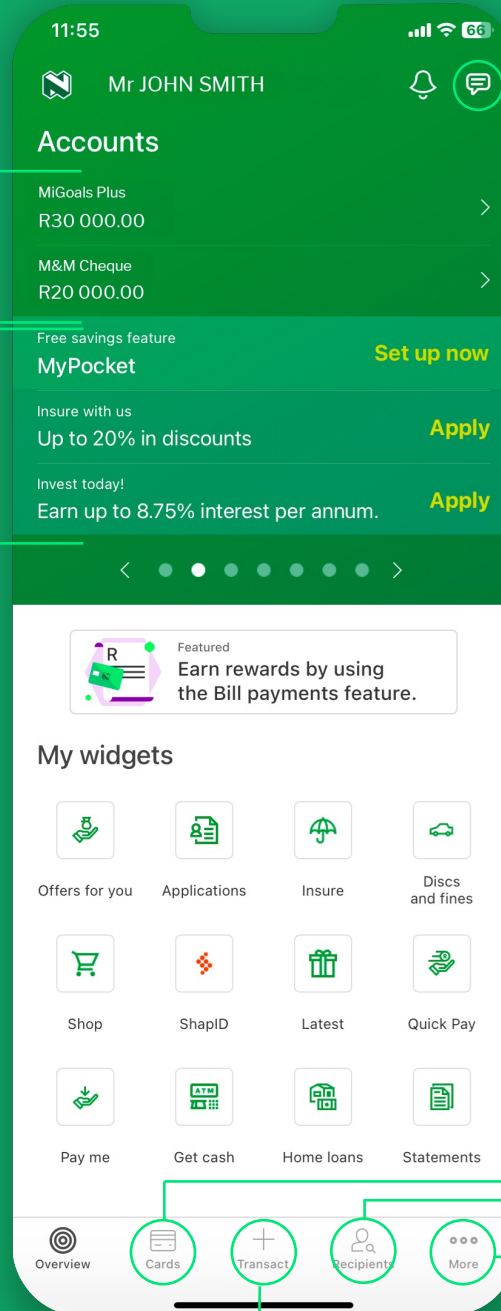 11:55
66
Mr JOHN SMITH
Accounts
MiGoals Plus
R30 000.00
M&M Cheque
R20 000.00
Free savings feature
MyPocket
Set up now
Insure with us
Up to 20% in discounts
Apply
Invest today!
Earn up to 8.75% interest per annum.
Apply
R
Featured
Earn rewards by using
the Bill payments feature.
My widgets
Offers for you
Applications
Insure
Discs
and fines
Shop
ShapID
Latest
Quick Pay
ATM
Pay me
Get cash
Home loans
Statements
Overview
Cards
Transact
Recipients
More